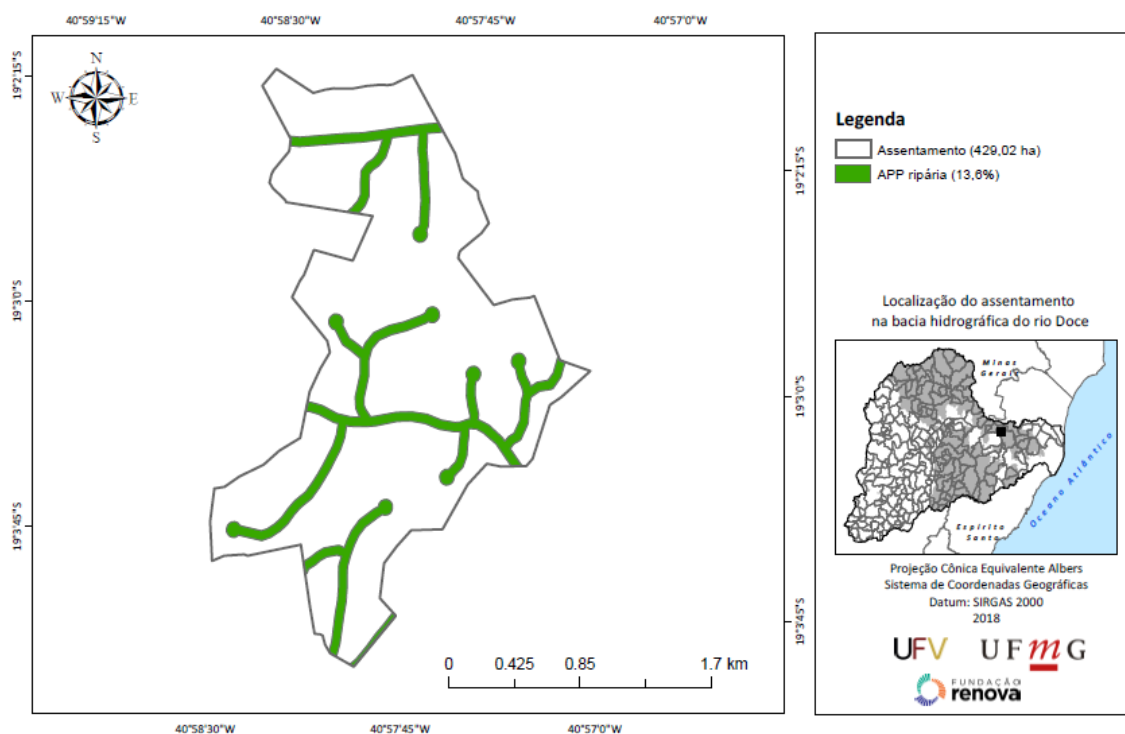 40°59'15"W 40°58'30"W 40°57'45"W 40°57'0"W
19°2'15"S
19°3'0"S
19°3'45"S
N
W E
S
0 0.425 0.85 1.7 km
19°2'15"S
19°3'0"S
19°3'45"S
40°58'30"W 40°57'45"W 40°57'0"W
Legenda
Assentamento (429,02 ha)
APP ripária (13,6%)
Localização do assentamento
na bacia hidrográfica do rio Doce
Minas
Gerais
Oceano Atlântico
Espírito
Santo
Projeção Cônica Equivalente Albers
Sistema de Coordenadas Geográficas
Datum: SIRGAS 2000
2018
UFV UFmG
FUNDAÇÃO
renova